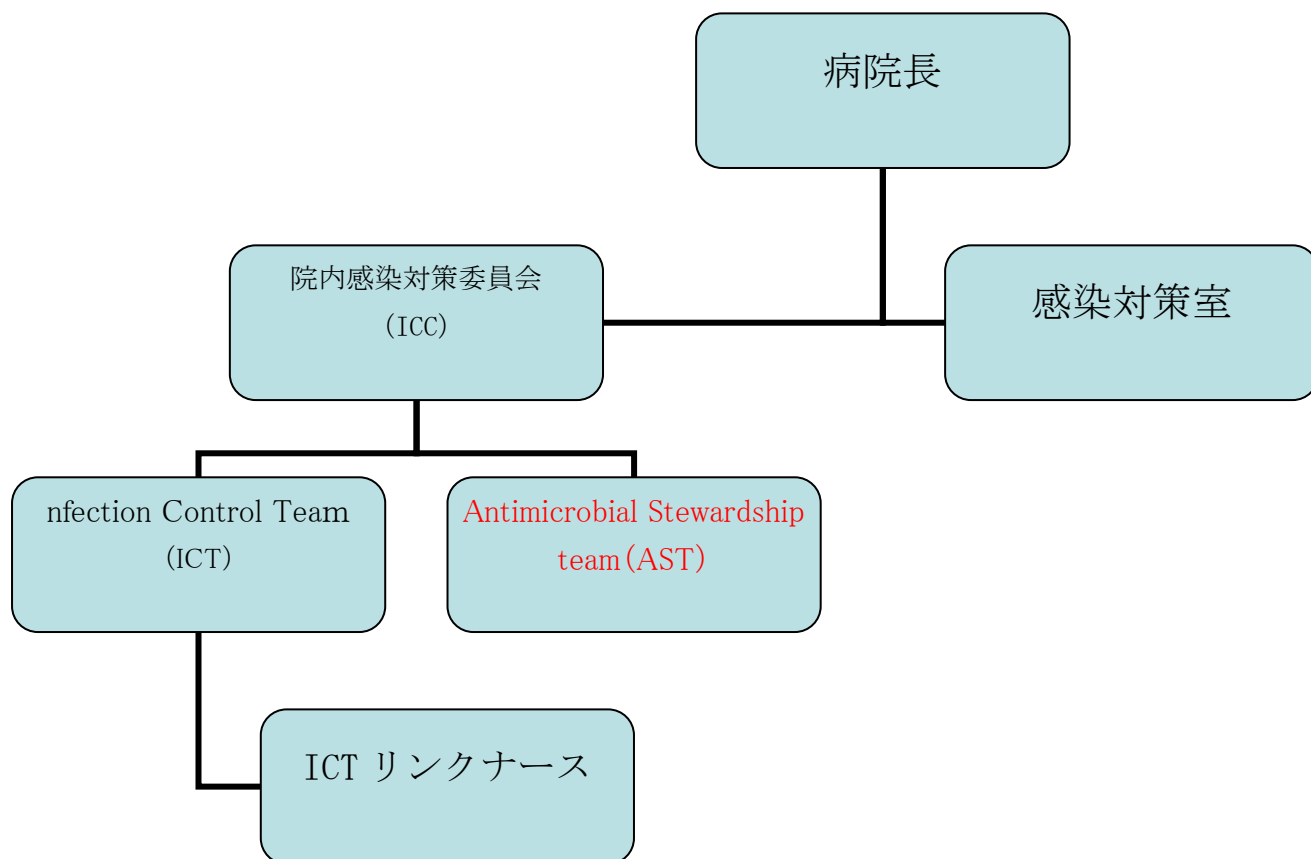 病院長
院内感染対策委員会
(ICC)
感染対策室
nfection Control Team
(ICT)
Antimicrobial Stewardship
team(AST)
ICT リンクナース